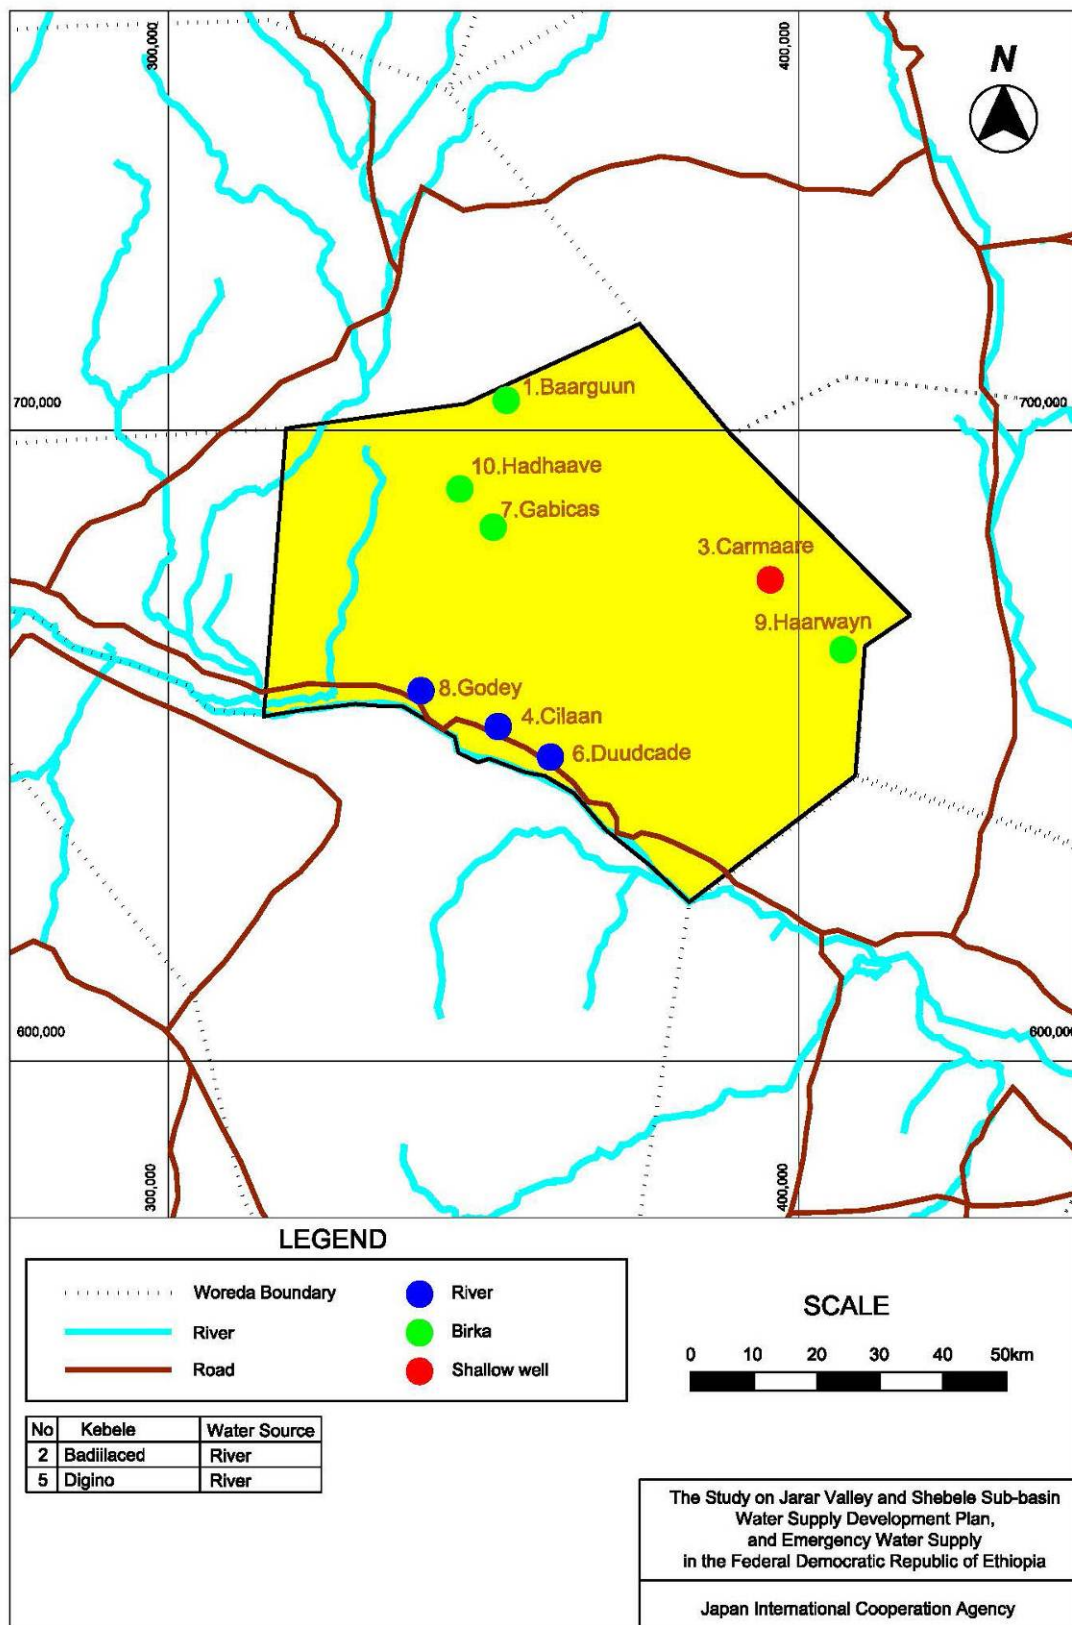 300,000
400,000
N
1.Baarguun
700,000
700,000
10.Hadhaave
7.Gabicas
3.Carmaare
9.Haarwayn
8.Godey
4.Cilaan
6.Duudcade
600,000
600,000
300,000
400,000
LEGEND
Woreda Boundary
River
Road
River
Birka
Shallow well
SCALE
0 10 20 30 40 50km
No Kebele Water Source
2 Badiilaced River
5 Digino River
The Study on Jarar Valley and Shebele Sub-basin
Water Supply Development Plan,
and Emergency Water Supply
in the Federal Democratic Republic of Ethiopia
Japan International Cooperation Agency